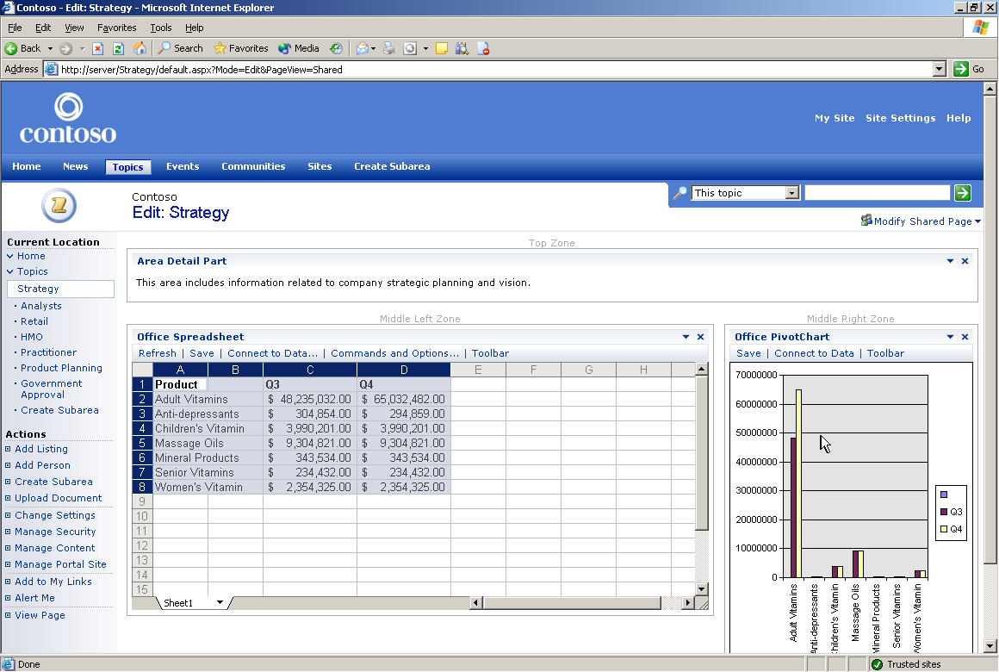 Contoso - Edit: Strategy - Microsoft Internet Explorer
File Edit View Favorites Tools Help
Back Search Favorites Media
Address http://server/Strategy/default.aspx?Mode=Edit&PageView=Shared Go
contoso
My Site Site Settings Help
Home News Topics Events Communities Sites Create Subarea
Contoso
Edit: Strategy
This topic
Modify Shared Page
Current Location
Home
Topics
Strategy
Analysts
Retail
HMO
Practitioner
Product Planning
Government
Approval
Create Subarea
Actions
Add Listing
Add Person
Create Subarea
Upload Document
Change Settings
Manage Security
Manage Content
Manage Portal Site
Add to My Links
Alert Me
View Page
Top Zone
Area Detail Part
This area includes information related to company strategic planning and vision.
Middle Left Zone
Office Spreadsheet
Refresh | Save | Connect to Data... | Commands and Options... | Toolbar
A B C D E F G H
1 Product Q3 Q4
2 Adult Vitamins $ 48,235,032.00 $ 65,032,482.00
3 Anti-depressants $ 304,854.00 $ 294,859.00
4 Children's Vitamin $ 3,990,201.00 $ 3,990,201.00
5 Massage Oils $ 9,304,821.00 $ 9,304,821.00
6 Mineral Products $ 343,534.00 $ 343,534.00
7 Senior Vitamins $ 234,432.00 $ 234,432.00
8 Women's Vitamin $ 2,354,325.00 $ 2,354,325.00
9
10
11
12
13
14
15
Sheet1
Middle Right Zone
Office PivotChart
Save | Connect to Data | Toolbar
70000000
60000000
50000000
40000000
30000000
20000000
10000000
0
Q3
Q4
Adult Vitamins
Anti-depressants
Children's Vitamin
Massage Oils
Mineral Products
Senior Vitamins
Women's Vitamin
Done
Trusted sites